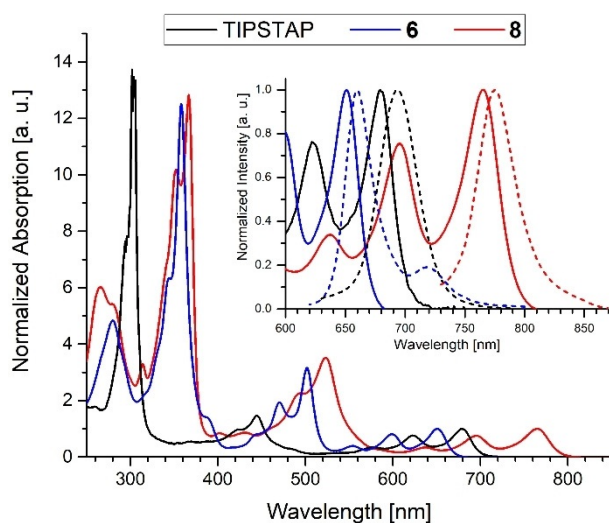 TIPSTAP 6 8
Normalized Absorption [a. u.]
14
12
10
8
6
4
2
0
300 400 500 600 700 800
Wavelength [nm]
Normalized Intensity [a. u.]
1.0
0.8
0.6
0.4
0.2
0.0
600 650 700 750 800 850
Wavelength [nm]